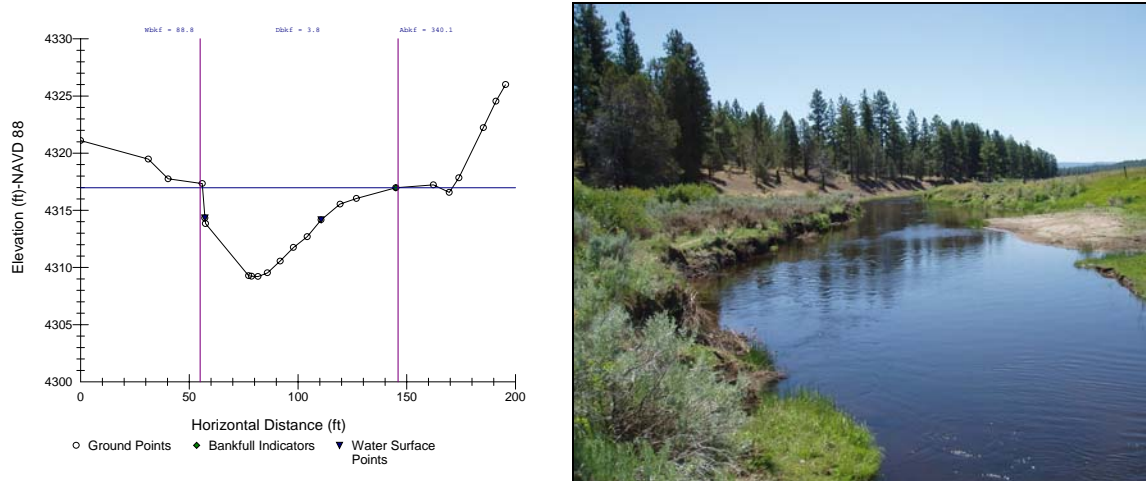 Wbkf = 88.8 Dbkf = 3.8 Abkf = 340.1
4330
4325
4320
4315
4310
4305
4300
Elevation (ft)-NAVD 88
0 50 100 150 200
Horizontal Distance (ft)
Ground Points Bankfull Indicators Water Surface
Points